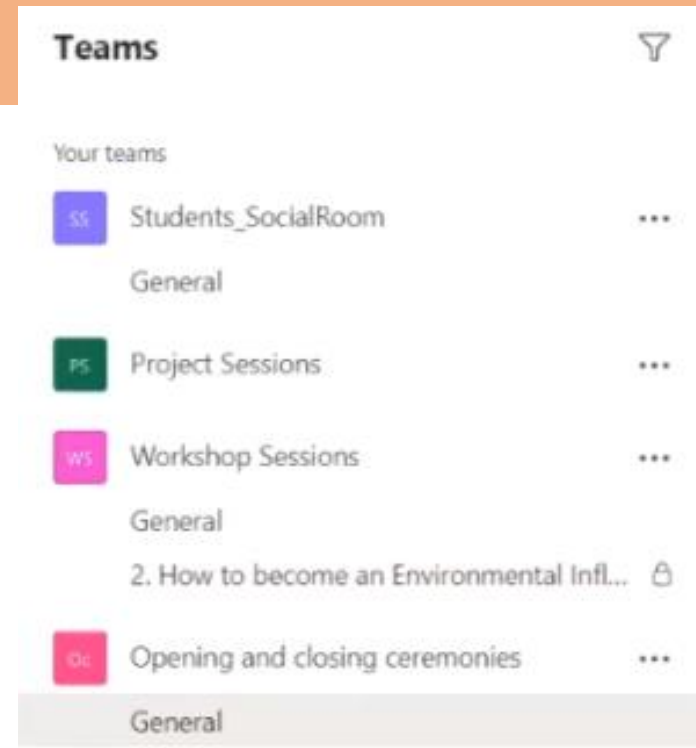 Teams
Your teams
SS Students_SocialRoom ...
General
PS Project Sessions ...
WS Workshop Sessions ...
General
2. How to become an Environmental Infl...
Oc Opening and closing ceremonies ...
General